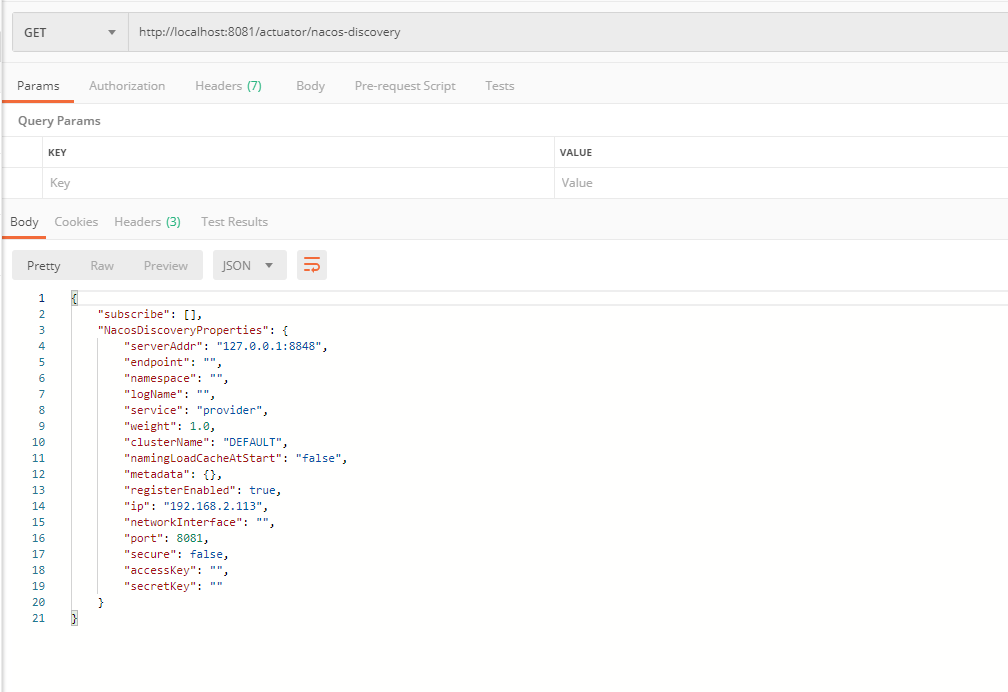 GET http://localhost:8081/actuator/nacos-discovery
Params Authorization Headers (7) Body Pre-request Script Tests
Query Params
KEY VALUE
Key Value
Body Cookies Headers (3) Test Results
Pretty Raw Preview JSON
1 {
2 "subscribe": [],
3 "NacosDiscoveryProperties": {
4 "serverAddr": "127.0.0.1:8848",
5 "endpoint": "",
6 "namespace": "",
7 "logName": "",
8 "service": "provider",
9 "weight": 1.0,
10 "clusterName": "DEFAULT",
11 "namingLoadCacheAtStart": "false",
12 "metadata": {},
13 "registerEnabled": true,
14 "ip": "192.168.2.113",
15 "networkInterface": "",
16 "port": 8081,
17 "secure": false,
18 "accessKey": "",
19 "secretKey": ""
20 }
21 }